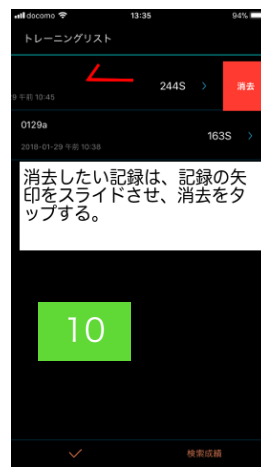 docomo 13:35 94%
トレーニングリスト
244S
消去
9 午前 10:45
0129a
163S
2018-01-29 午前 10:38
消去したい記録は、記録の矢
印をスライドさせ、消去をタ
ップする。
10
検索成績